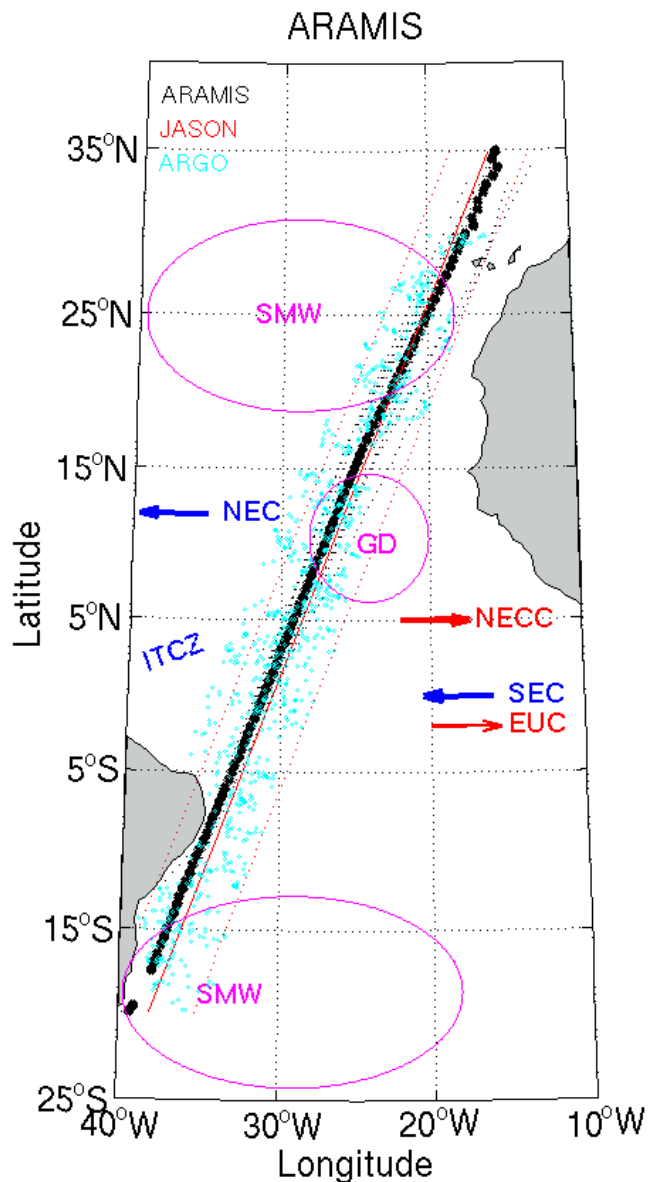 ARAMIS
ARAMIS
JASON
ARGO
35°N
SMW
25°N
15°N
NEC
GD
Latitude
5°N
NECC
ITCZ
SEC
EUC
5°S
15°S
SMW
25°S
40°W 30°W 20°W 10°W
Longitude